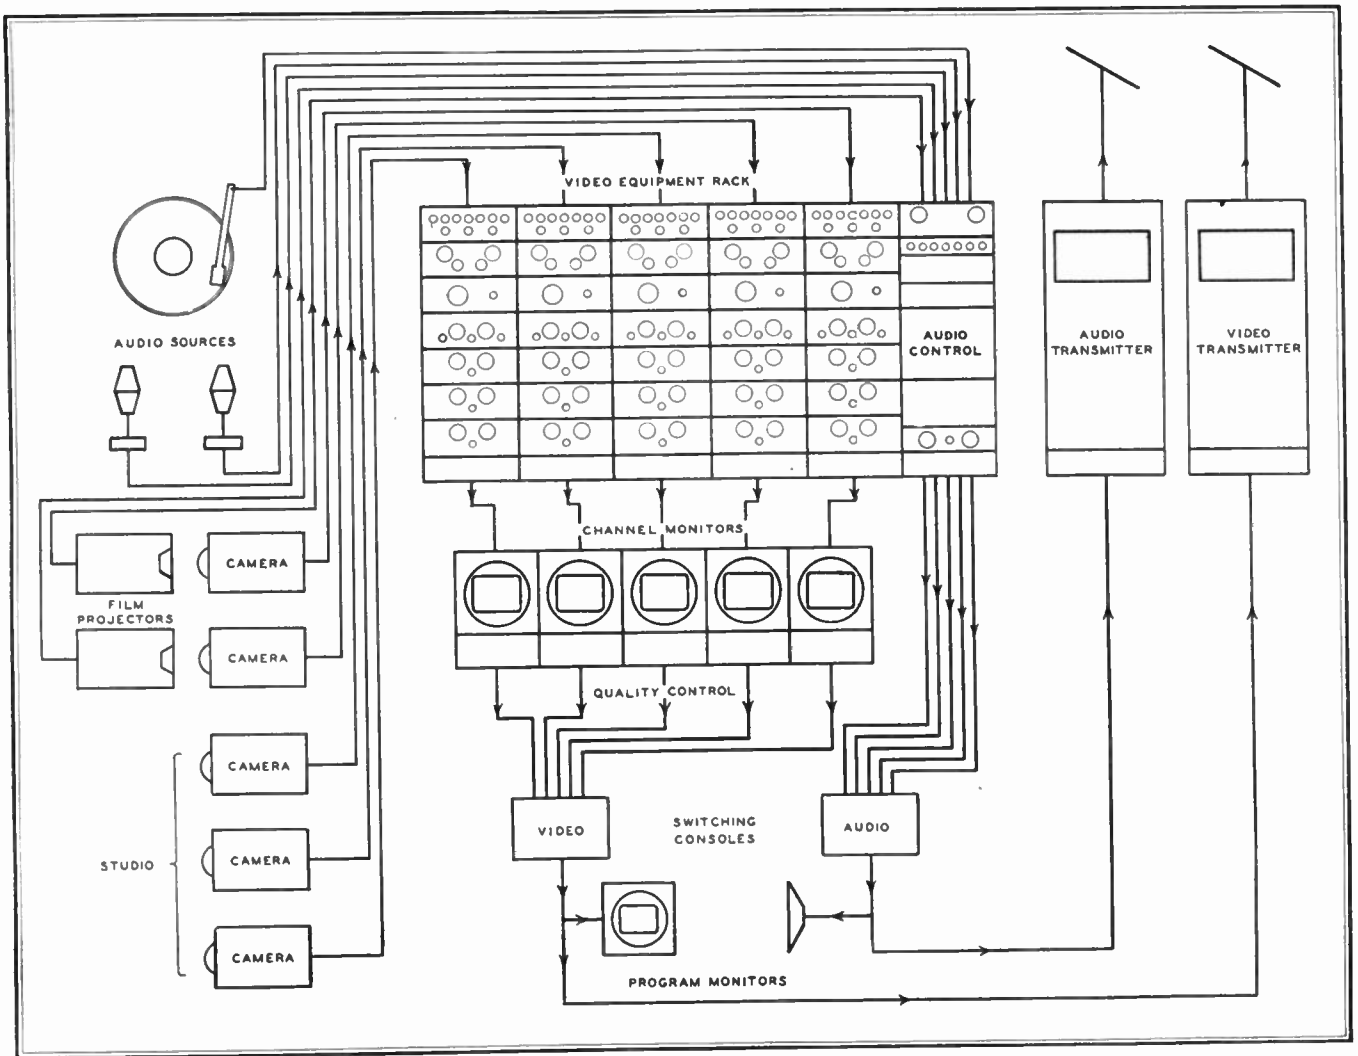 VIDEO EQUIPMENT RACK
AUDIO SOURCES
AUDIO
CONTROL
AUDIO
TRANSMITTER
VIDEO
TRANSMITTER
CHANNEL MONITORS
CAMERA
FILM
PROJECTORS
CAMERA
QUALITY CONTROL
CAMERA
STUDIO
CAMERA
CAMERA
VIDEO
SWITCHING
CONSOLES
AUDIO
PROGRAM MONITORS